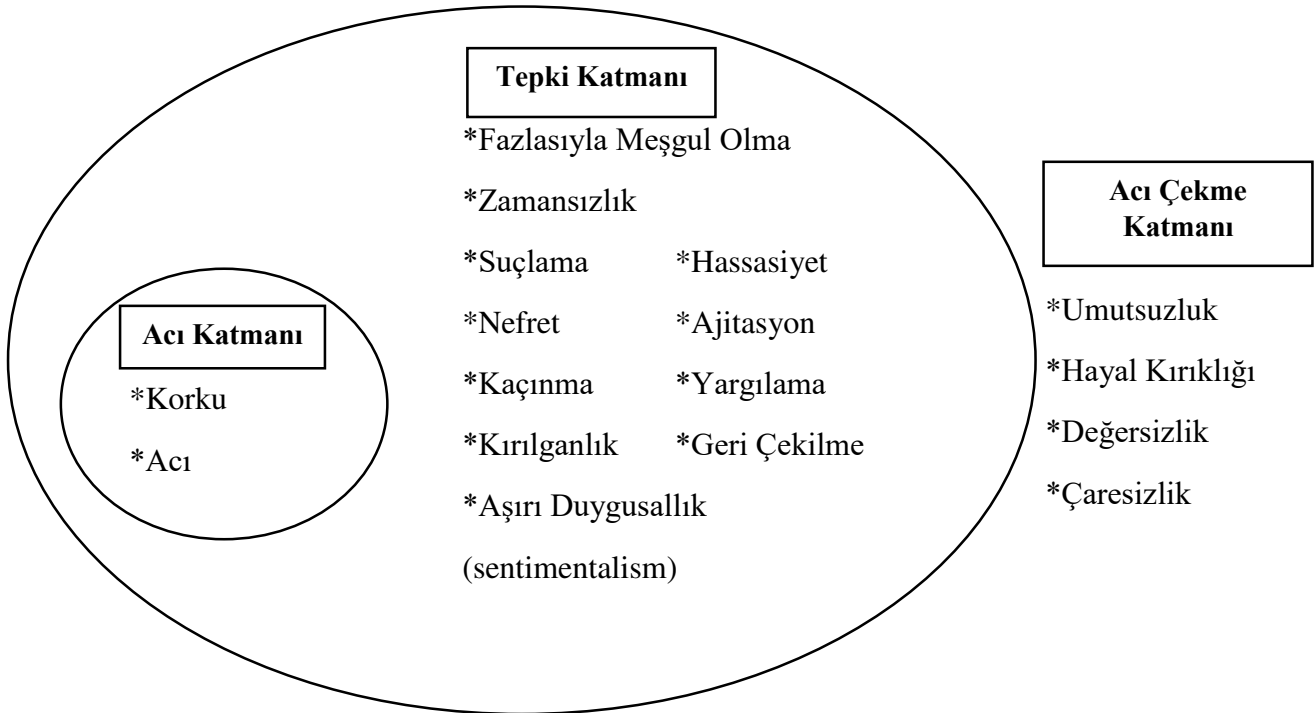 Tepki Katmanı
*Fazlasıyla Meşgul Olma
*Zamansızlık
*Suçlama *Hassasiyet
*Nefret *Ajitasyon
*Kaçınma *Yargılama
*Kırılganlık *Geri Çekilme
*Aşırı Duygusallık
(sentimentalism)
Acı Katmanı
*Korku
*Acı
Acı Çekme
Katmanı
*Umutsuzluk
*Hayal Kırıklığı
*Değersizlik
*Çaresizlik